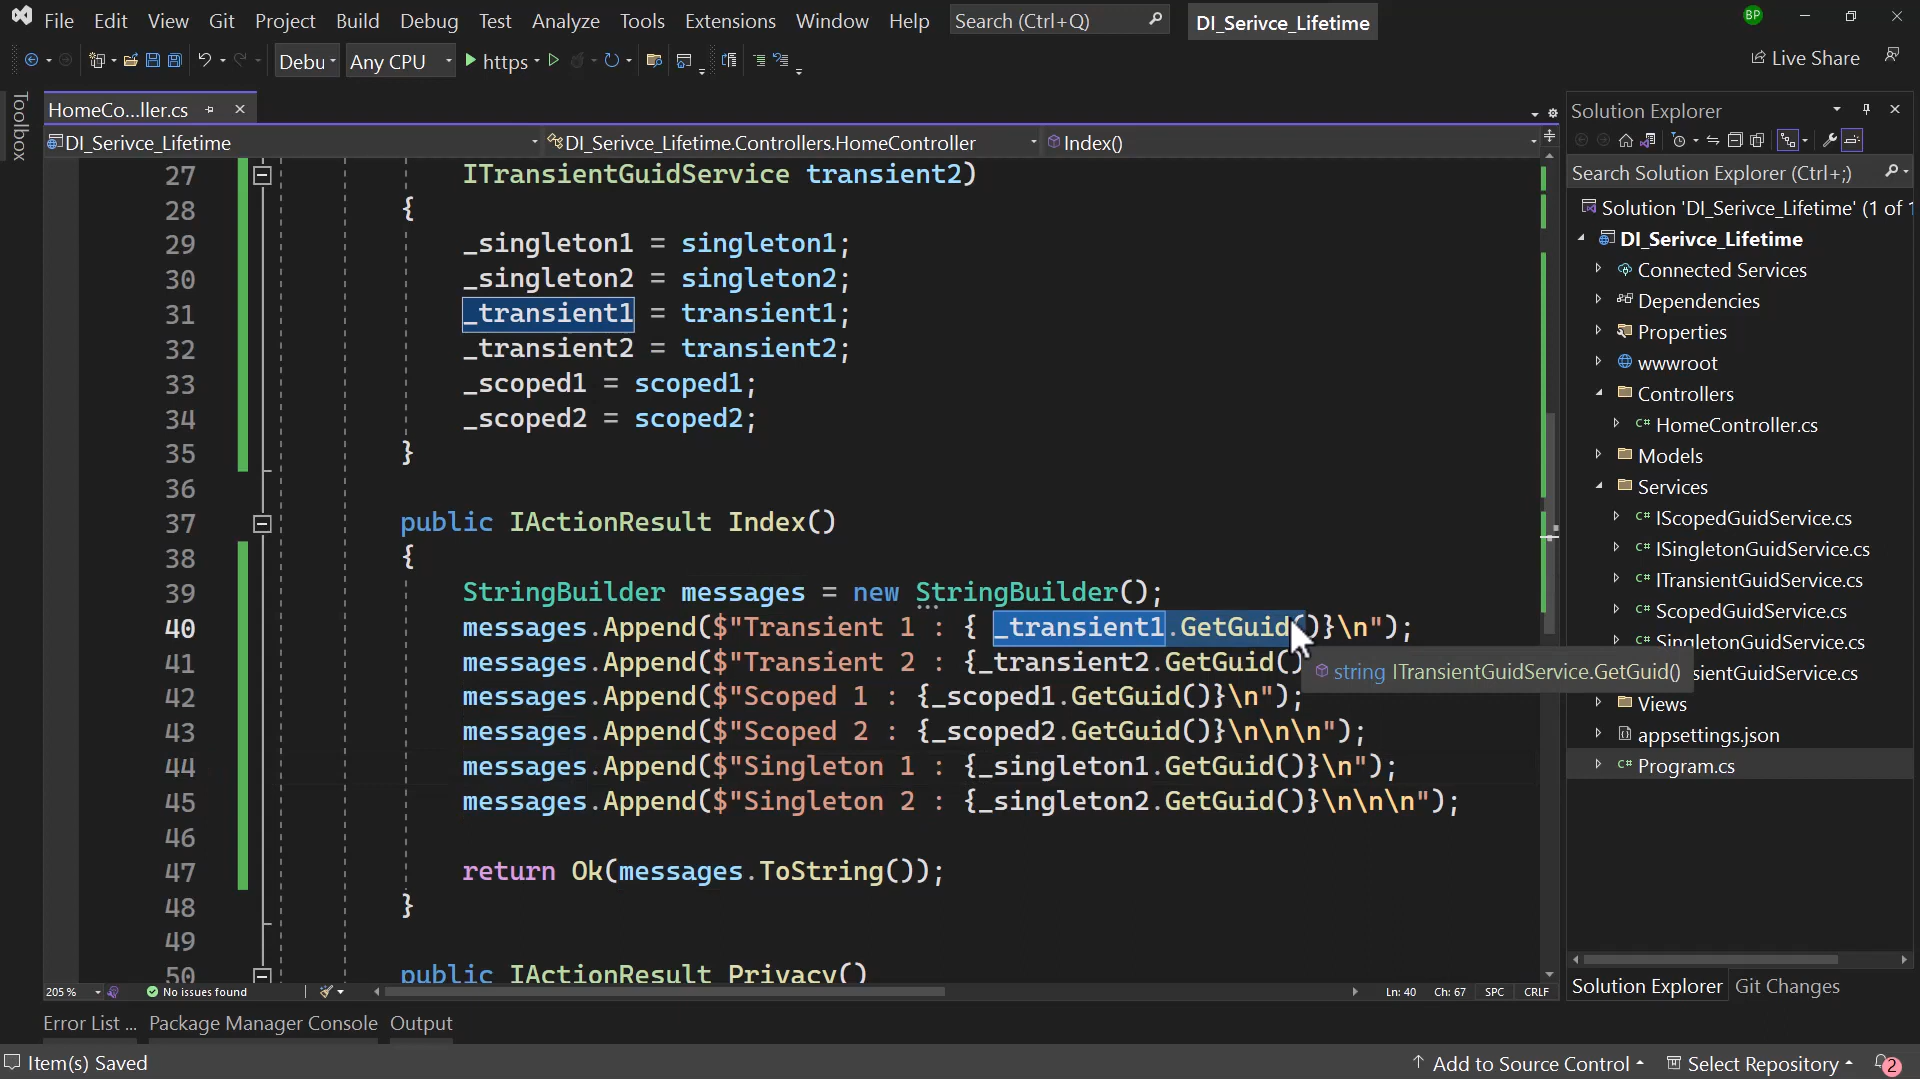 File Edit View Git Project Build Debug Test Analyze Tools Extensions Window Help Search (Ctrl+Q) DI_Serivce_Lifetime BP
Debu Any CPU https Live Share
Toolbox
HomeCo...ller.cs
DI_Serivce_Lifetime DI_Serivce_Lifetime.Controllers.HomeController Index()
27 ITransientGuidService transient2)
28 {
29 _singleton1 = singleton1;
30 _singleton2 = singleton2;
31 _transient1 = transient1;
32 _transient2 = transient2;
33 _scoped1 = scoped1;
34 _scoped2 = scoped2;
35 }
36
37 public IActionResult Index()
38 {
39 StringBuilder messages = new StringBuilder();
40 messages.Append($"Transient 1 : { _transient1.GetGuid()}\n");
41 messages.Append($"Transient 2 : {_transient2.GetGuid()
string ITransientGuidService.GetGuid()
42 messages.Append($"Scoped 1 : {_scoped1.GetGuid()}\n");
43 messages.Append($"Scoped 2 : {_scoped2.GetGuid()}\n\n\n");
44 messages.Append($"Singleton 1 : {_singleton1.GetGuid()}\n");
45 messages.Append($"Singleton 2 : {_singleton2.GetGuid()}\n\n\n");
46
47 return Ok(messages.ToString());
48 }
49
50 public IActionResult Privacy()
205 % No issues found Ln: 40 Ch: 67 SPC CRLF
Solution Explorer
Search Solution Explorer (Ctrl+;)
Solution 'DI_Serivce_Lifetime' (1 of 1
DI_Serivce_Lifetime
Connected Services
Dependencies
Properties
wwwroot
Controllers
C# HomeController.cs
Models
Services
C# IScopedGuidService.cs
C# ISingletonGuidService.cs
C# ITransientGuidService.cs
C# ScopedGuidService.cs
C# SingletonGuidService.cs
sientGuidService.cs
Views
appsettings.json
C# Program.cs
Solution Explorer Git Changes
Error List ... Package Manager Console Output
Item(s) Saved Add to Source Control Select Repository 2